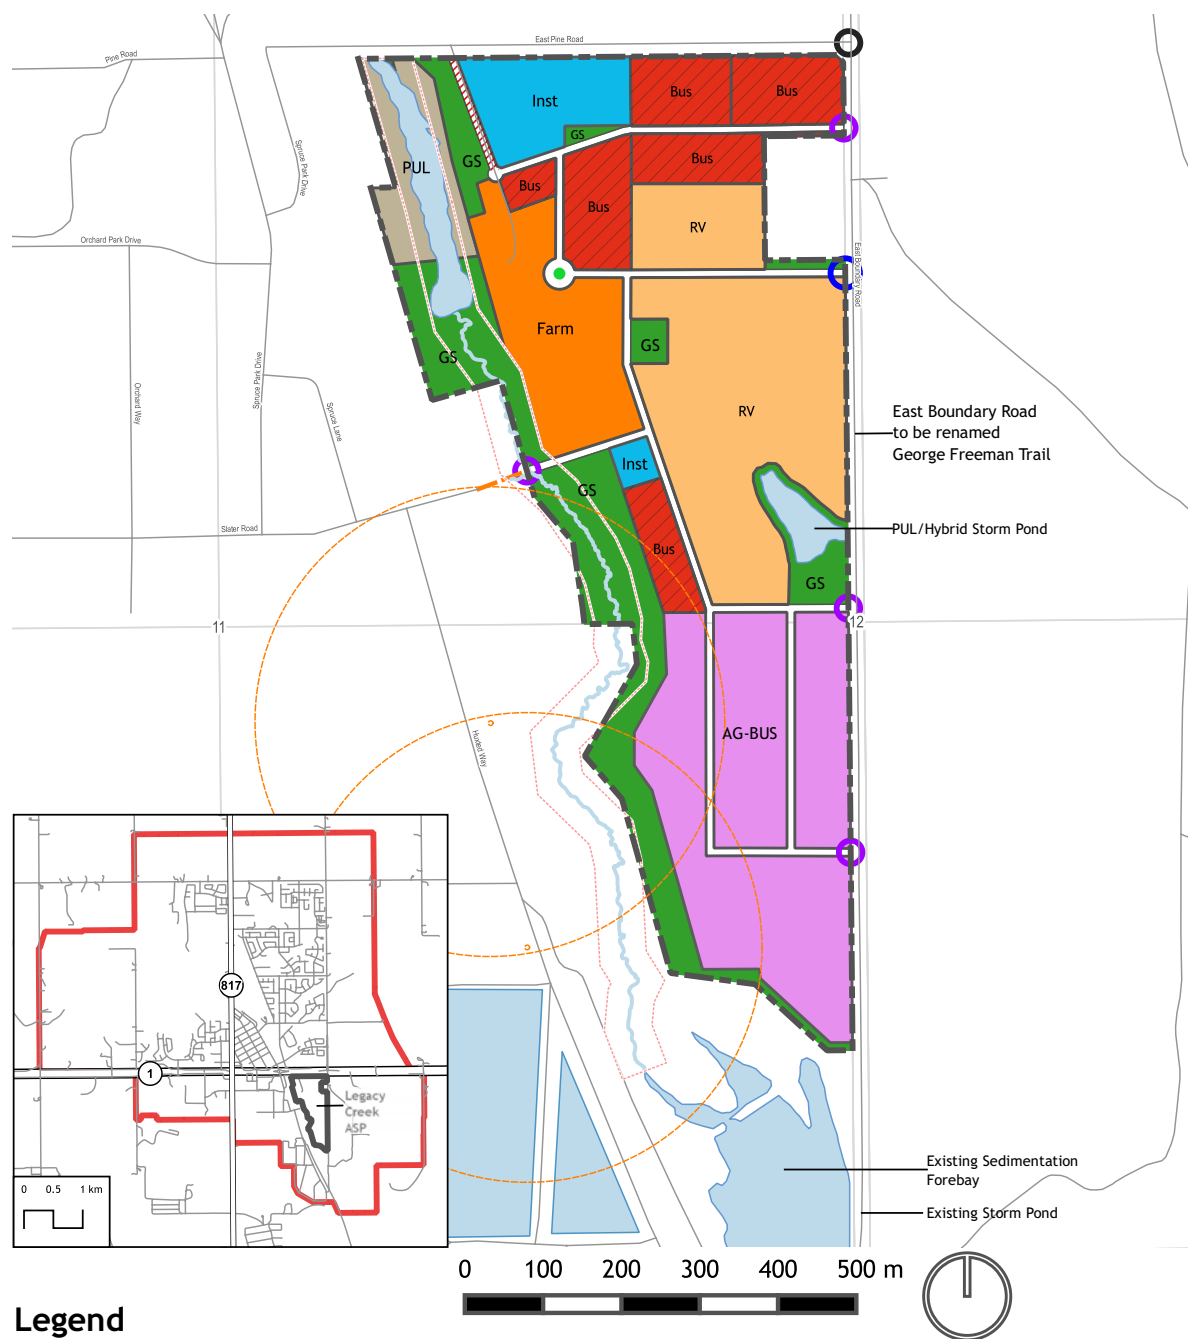 East Pine Road
Pine Road
Inst
Bus
Bus
GS
Spruce Park Drive
PUL
GS
Bus
Bus
Bus
RV
Orchard Park Drive
East Boundary Road
Farm
GS
GS
Orchard Way
Spruce Park Drive
Spruce Lane
RV
East Boundary Road
to be renamed
George Freeman Trail
Inst
GS
Slater Road
PUL/Hybrid Storm Pond
Bus
GS
11
12
Huxted Way
AG-BUS
817
1
Legacy
Creek
ASP
0 0.5 1 km
Existing Sedimentation
Forebay
Existing Storm Pond
0 100 200 300 400 500 m
Legend